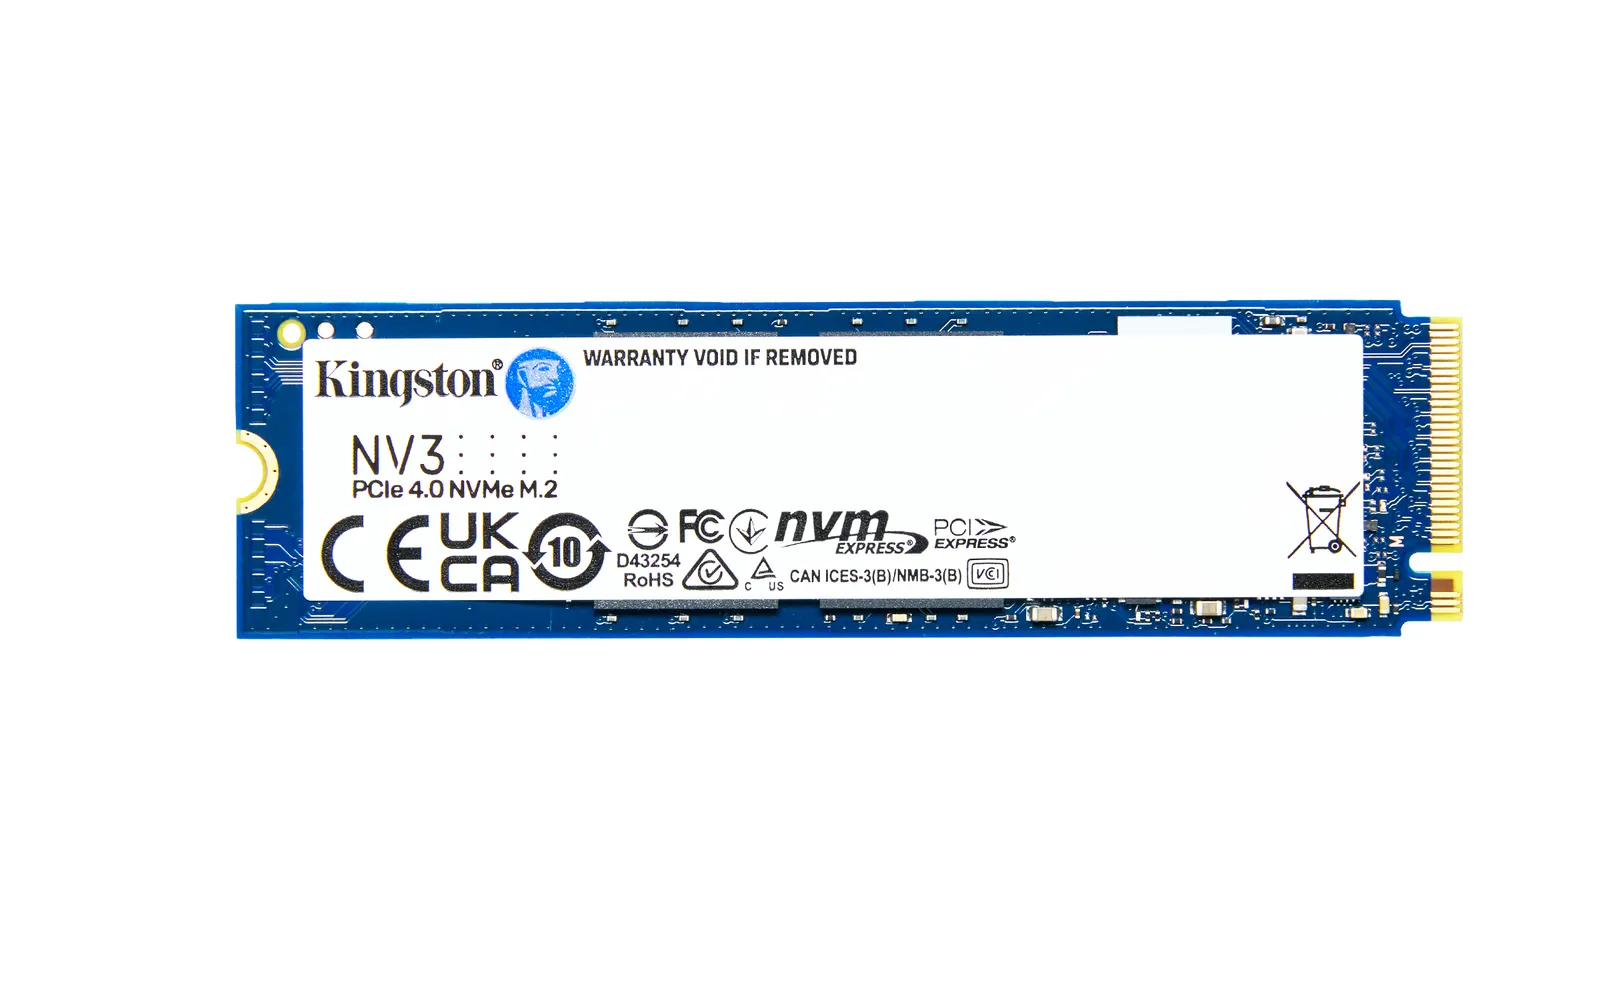 Kingston®
WARRANTY VOID IF REMOVED
NV3
PCIe 4.0 NVMe M.2
CE
UK
CA
10
FC
nvm
EXPRESS®
PCI
EXPRESS®
D43254
RoHS
C US
CAN ICES-3(B)/NMB-3(B)
VCI
M